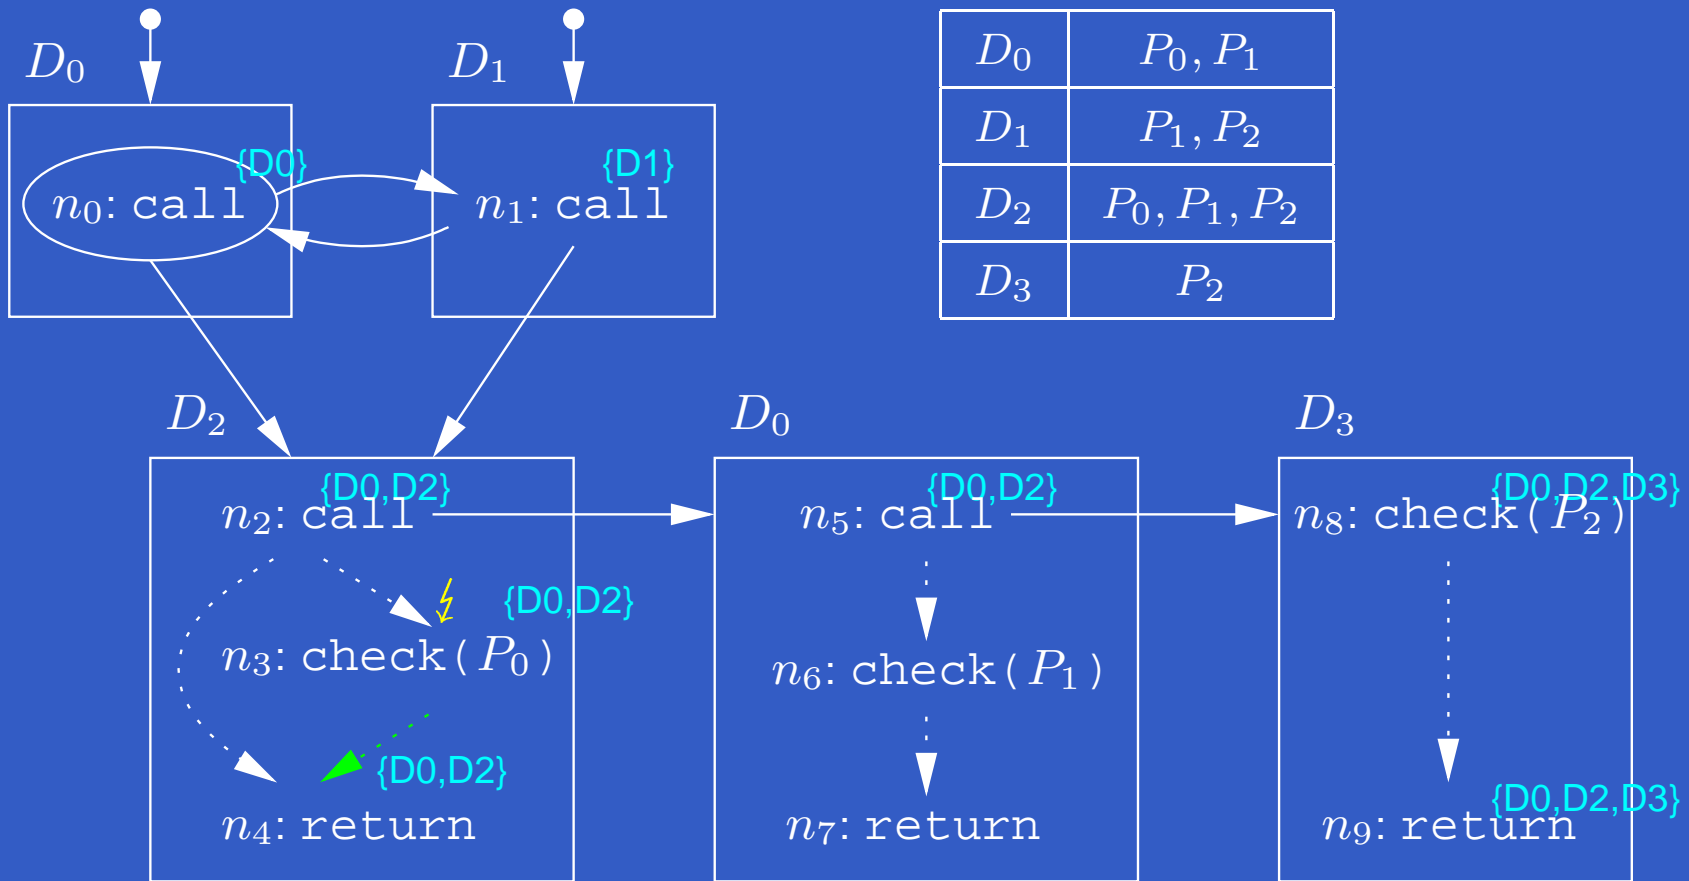 D₀
D₁
{D0}
n₀: call
{D1}
n₁: call
D₀ P₀, P₁
D₁ P₁, P₂
D₂ P₀, P₁, P₂
D₃ P₂
D₂
{D0,D2}
n₂: call
{D0,D2}
n₃: check(P₀)
{D0,D2}
n₄: return
D₀
{D0,D2}
n₅: call
n₆: check(P₁)
n₇: return
D₃
{D0,D2,D3}
n₈: check(P₂)
{D0,D2,D3}
n₉: return